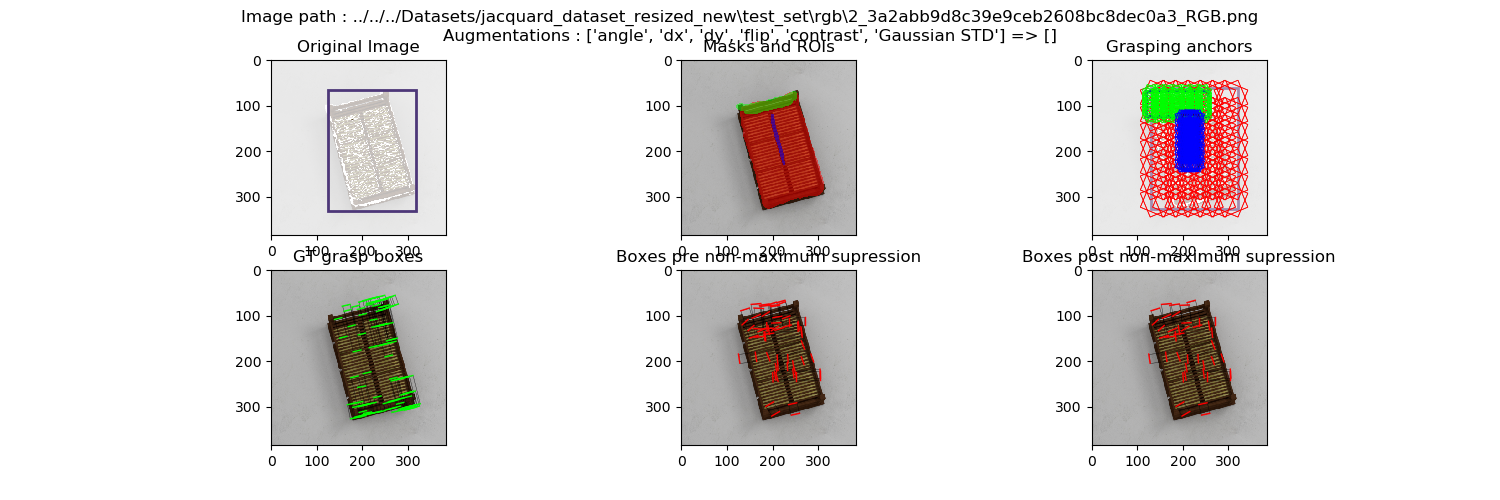 Image path : ../../../Datasets/jacquard_dataset_resized_new\test_set\rgb\2_3a2abb9d8c39e9ceb2608bc8dec0a3_RGB.png
Augmentations : ['angle', 'dx', 'dy', 'flip', 'contrast', 'Gaussian STD'] => []
Original Image
Masks and ROIs
Grasping anchors
0
100
200
300
0 100 200 300
0
100
200
300
0 100 200 300
0
100
200
300
0 100 200 300
GT grasp boxes
Boxes pre non-maximum supression
Boxes post non-maximum supression
0
100
200
300
0 100 200 300
0
100
200
300
0 100 200 300
0
100
200
300
0 100 200 300